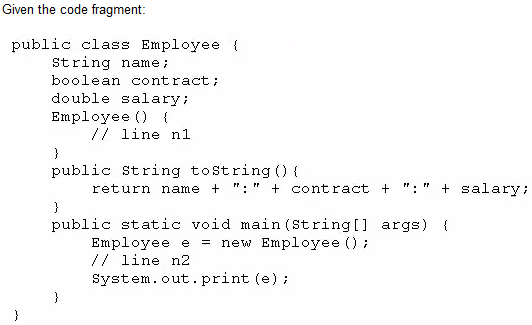 Given the code fragment:
public class Employee {
String name;
boolean contract;
double salary;
Employee() {
// line n1
}
public String toString(){
return name + ":" + contract + ":" + salary;
}
public static void main(String[] args) {
Employee e = new Employee();
// line n2
System.out.print(e);
}
}